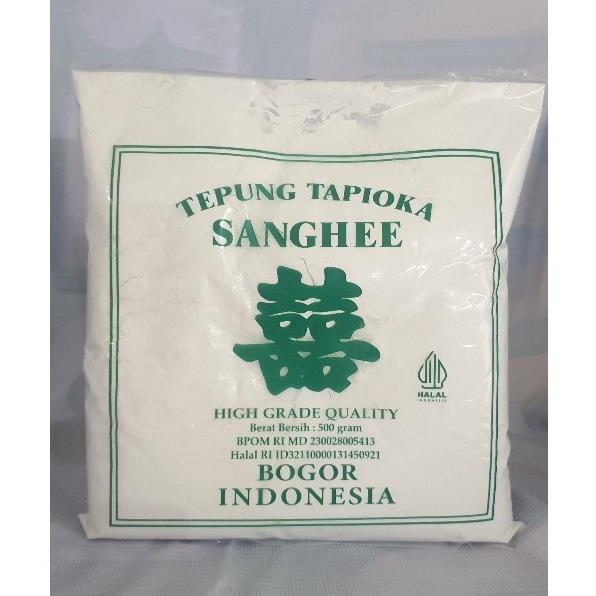 TEPUNG TAPIOKA
SANGHEE
囍
HALAL
INDONESIA
HIGH GRADE QUALITY
Berat Bersih : 500 gram
BPOM RI MD 230028005413
Halal RI ID32110000131450921
BOGOR
INDONESIA